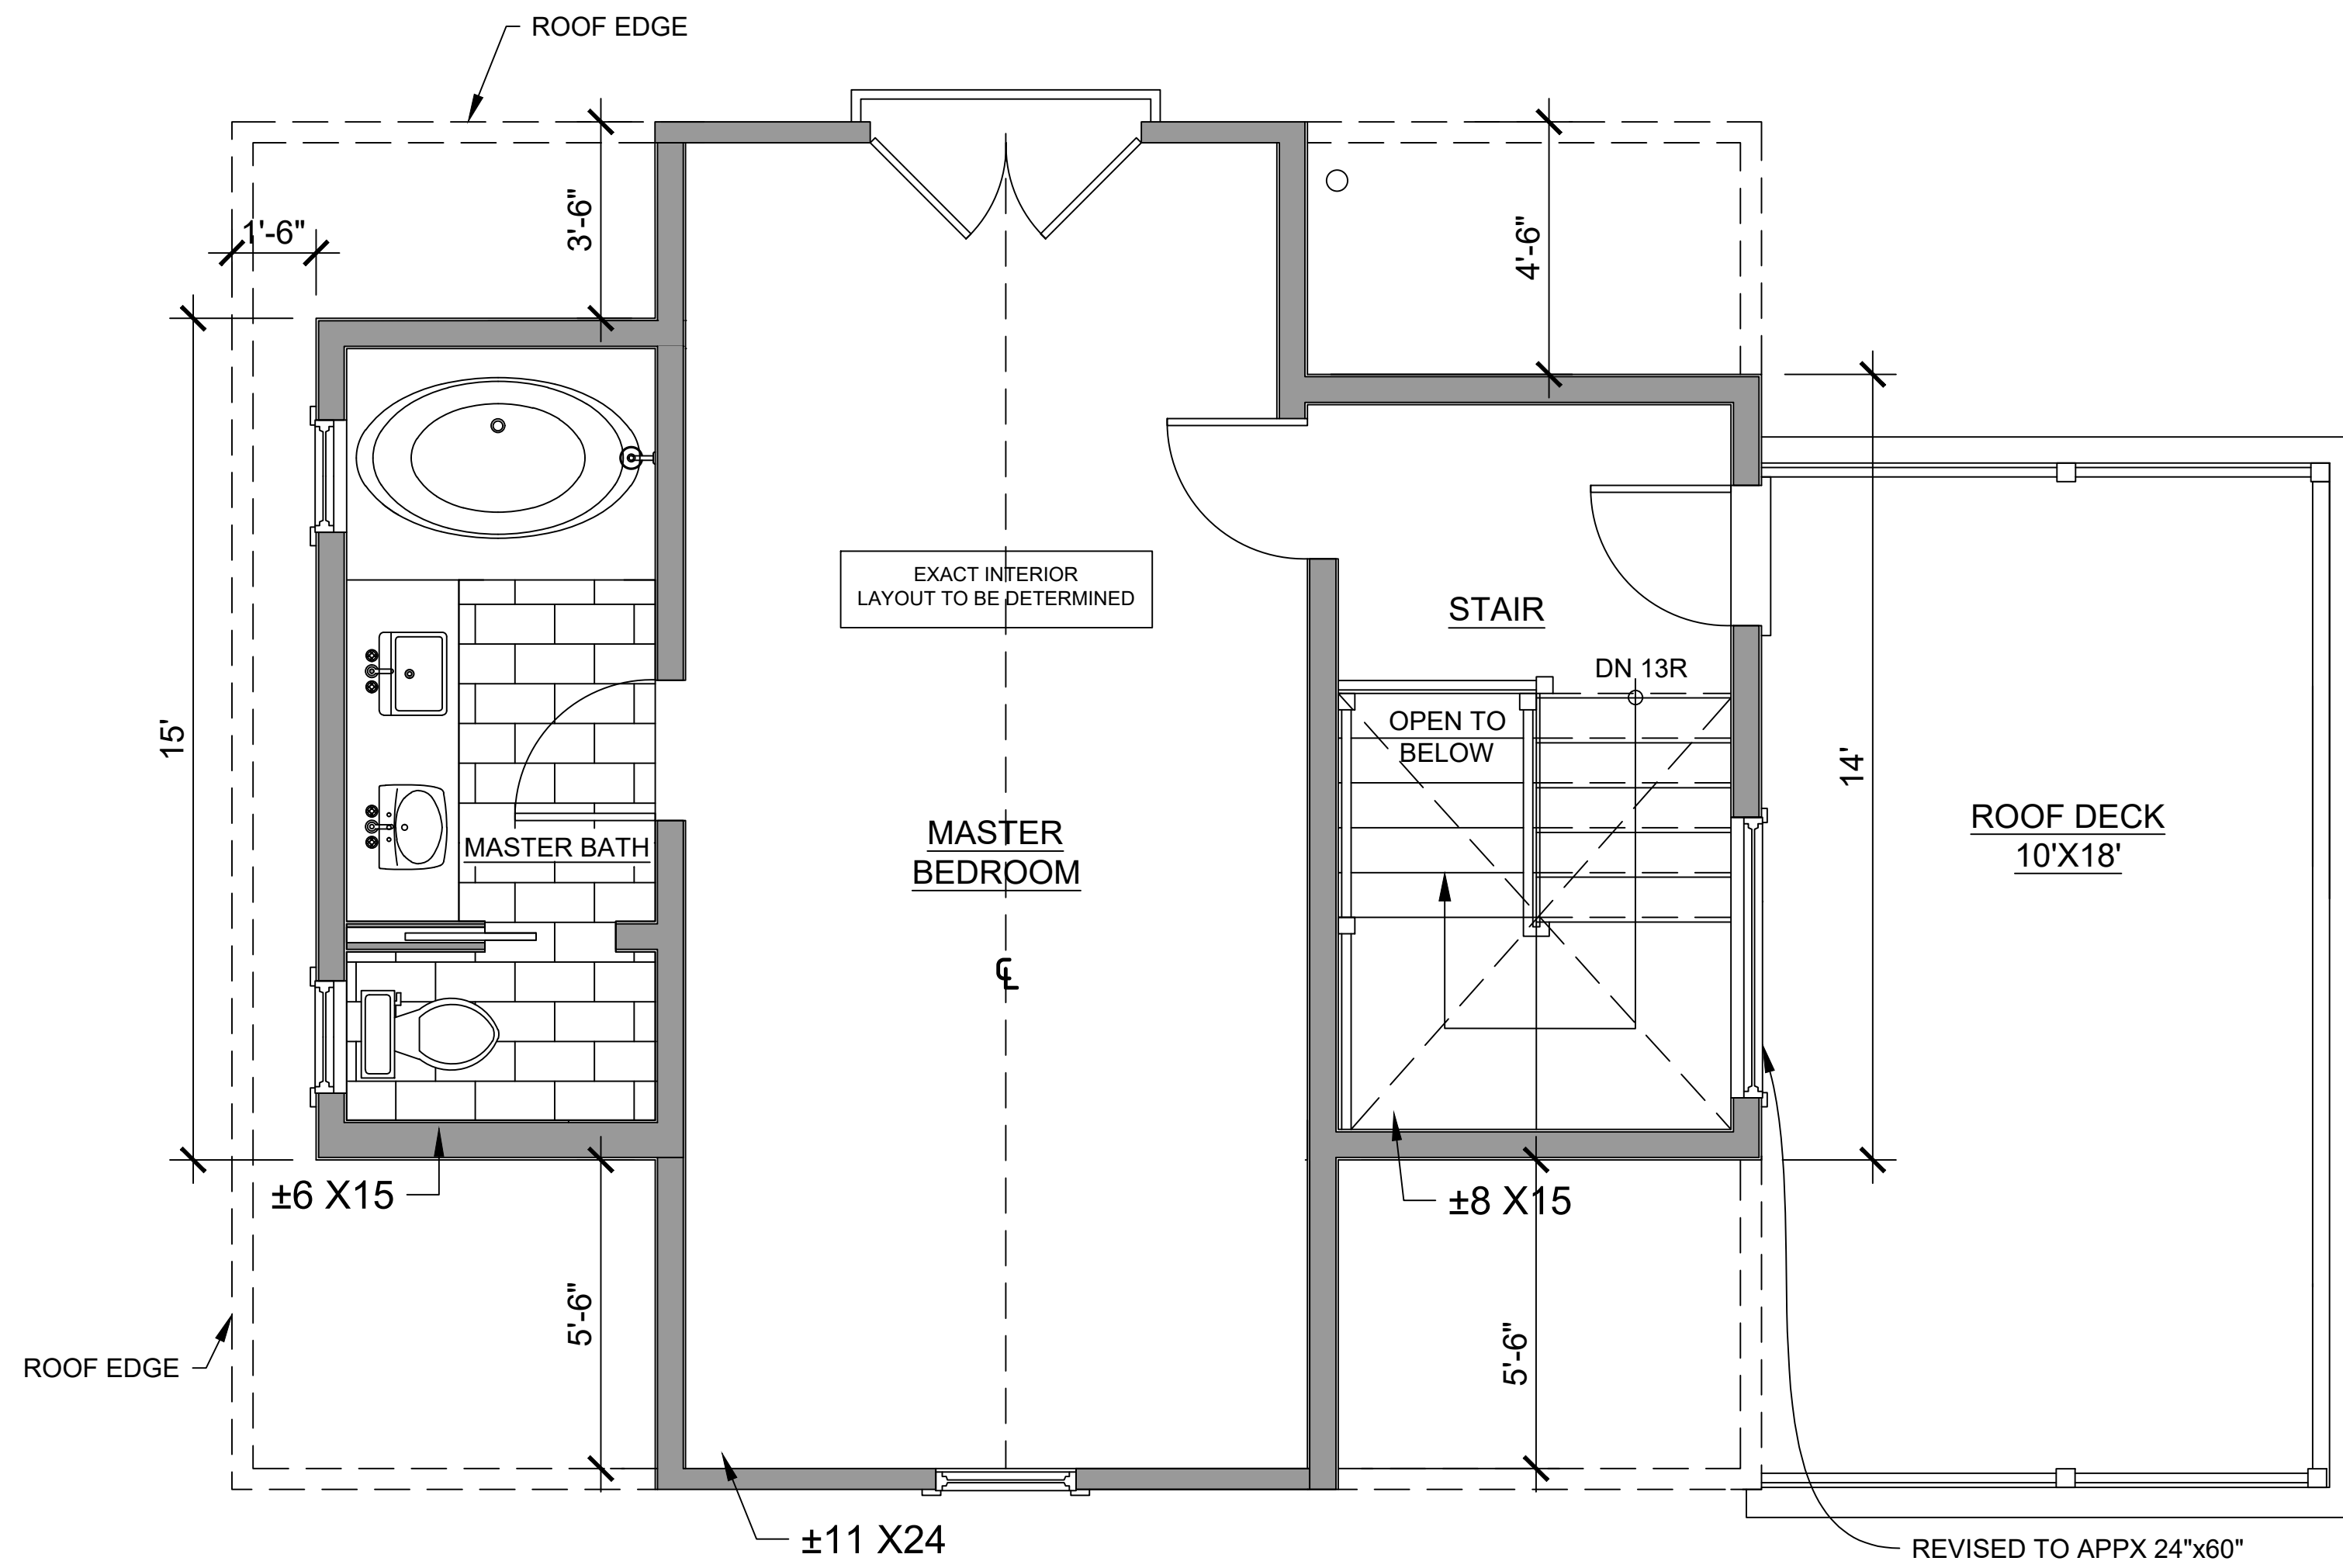 ROOF EDGE
3'-6"
4'-6"
1'-6"
EXACT INTERIOR
LAYOUT TO BE DETERMINED
STAIR
DN 13R
OPEN TO
BELOW
15'
14'
MASTER BATH
MASTER
BEDROOM
ROOF DECK
10'X18'
℄
±6 X15
±8 X15
5'-6"
5'-6"
ROOF EDGE
±11 X24
REVISED TO APPX 24"x60"